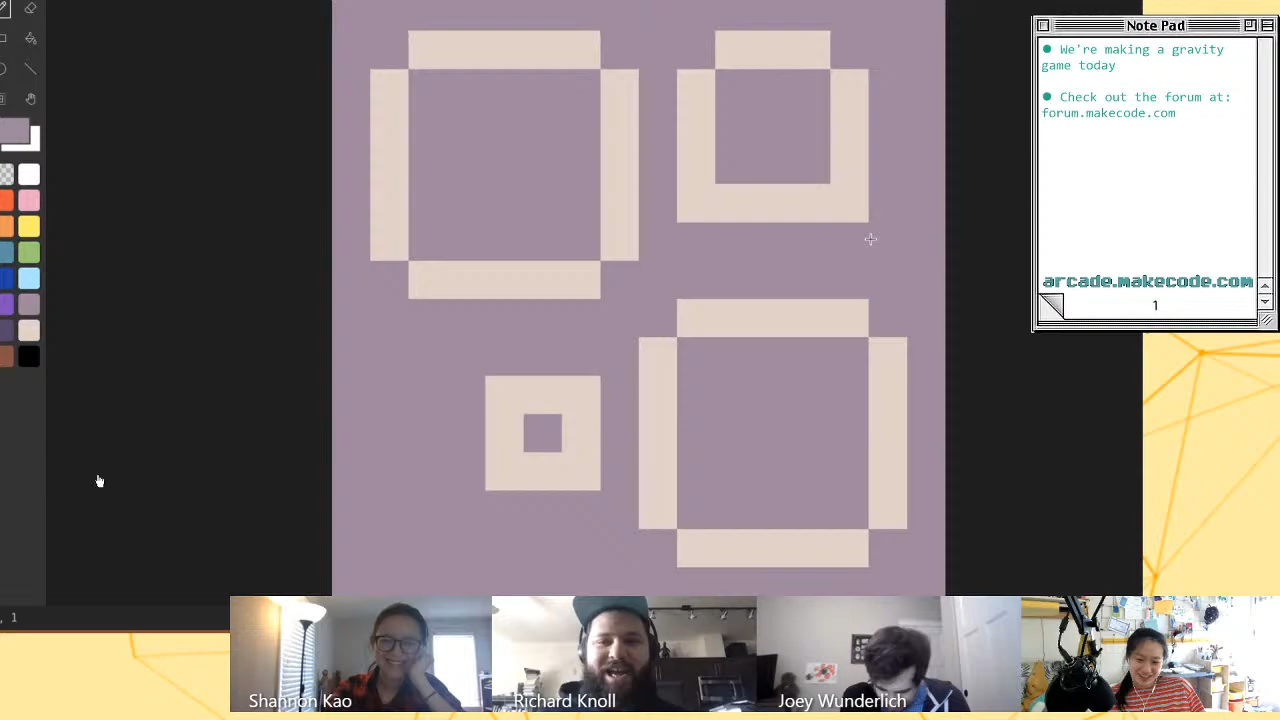 Note Pad
● We're making a gravity
game today
● Check out the forum at:
forum.makecode.com
arcade.makecode.com
1
, 1
Shannon Kao
Richard Knoll
Joey Wunderlich